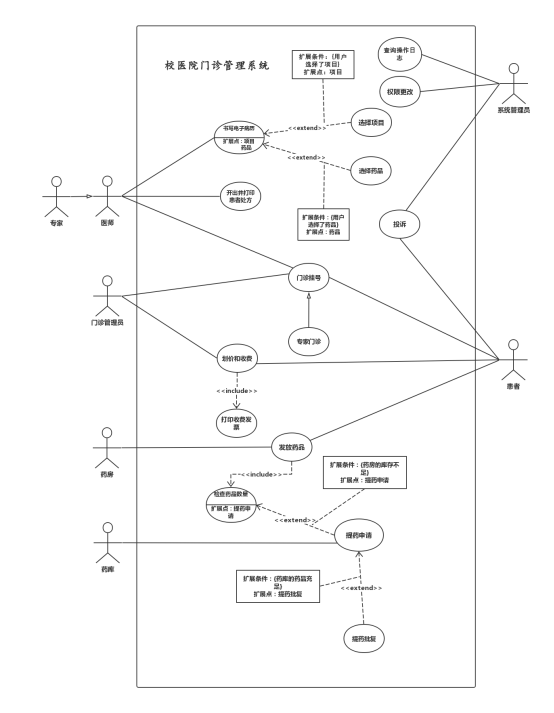 校医院门诊管理系统
扩展条件：{用户
选择了项目}
扩展点：项目
查询操作日
志
权限更改
系统管理员
书写电子病历
扩展点：项目
药品
<<extend>>
选择项目
<<extend>>
选择药品
专家
医师
开出并打印
患者处方
扩展条件：{用户
选择了药品}
扩展点：药品
投诉
门诊挂号
门诊管理员
专家门诊
划价和收费
患者
<<include>>
打印收费发
票
药房
发放药品
<<include>>
扩展条件：{药房的库存不
足}
扩展点：提药申请
检查药品数量
扩展点：提药申
请
<<extend>>
提药申请
药库
扩展条件：{药库的药品充
足}
扩展点：提药批复
<<extend>>
提药批复